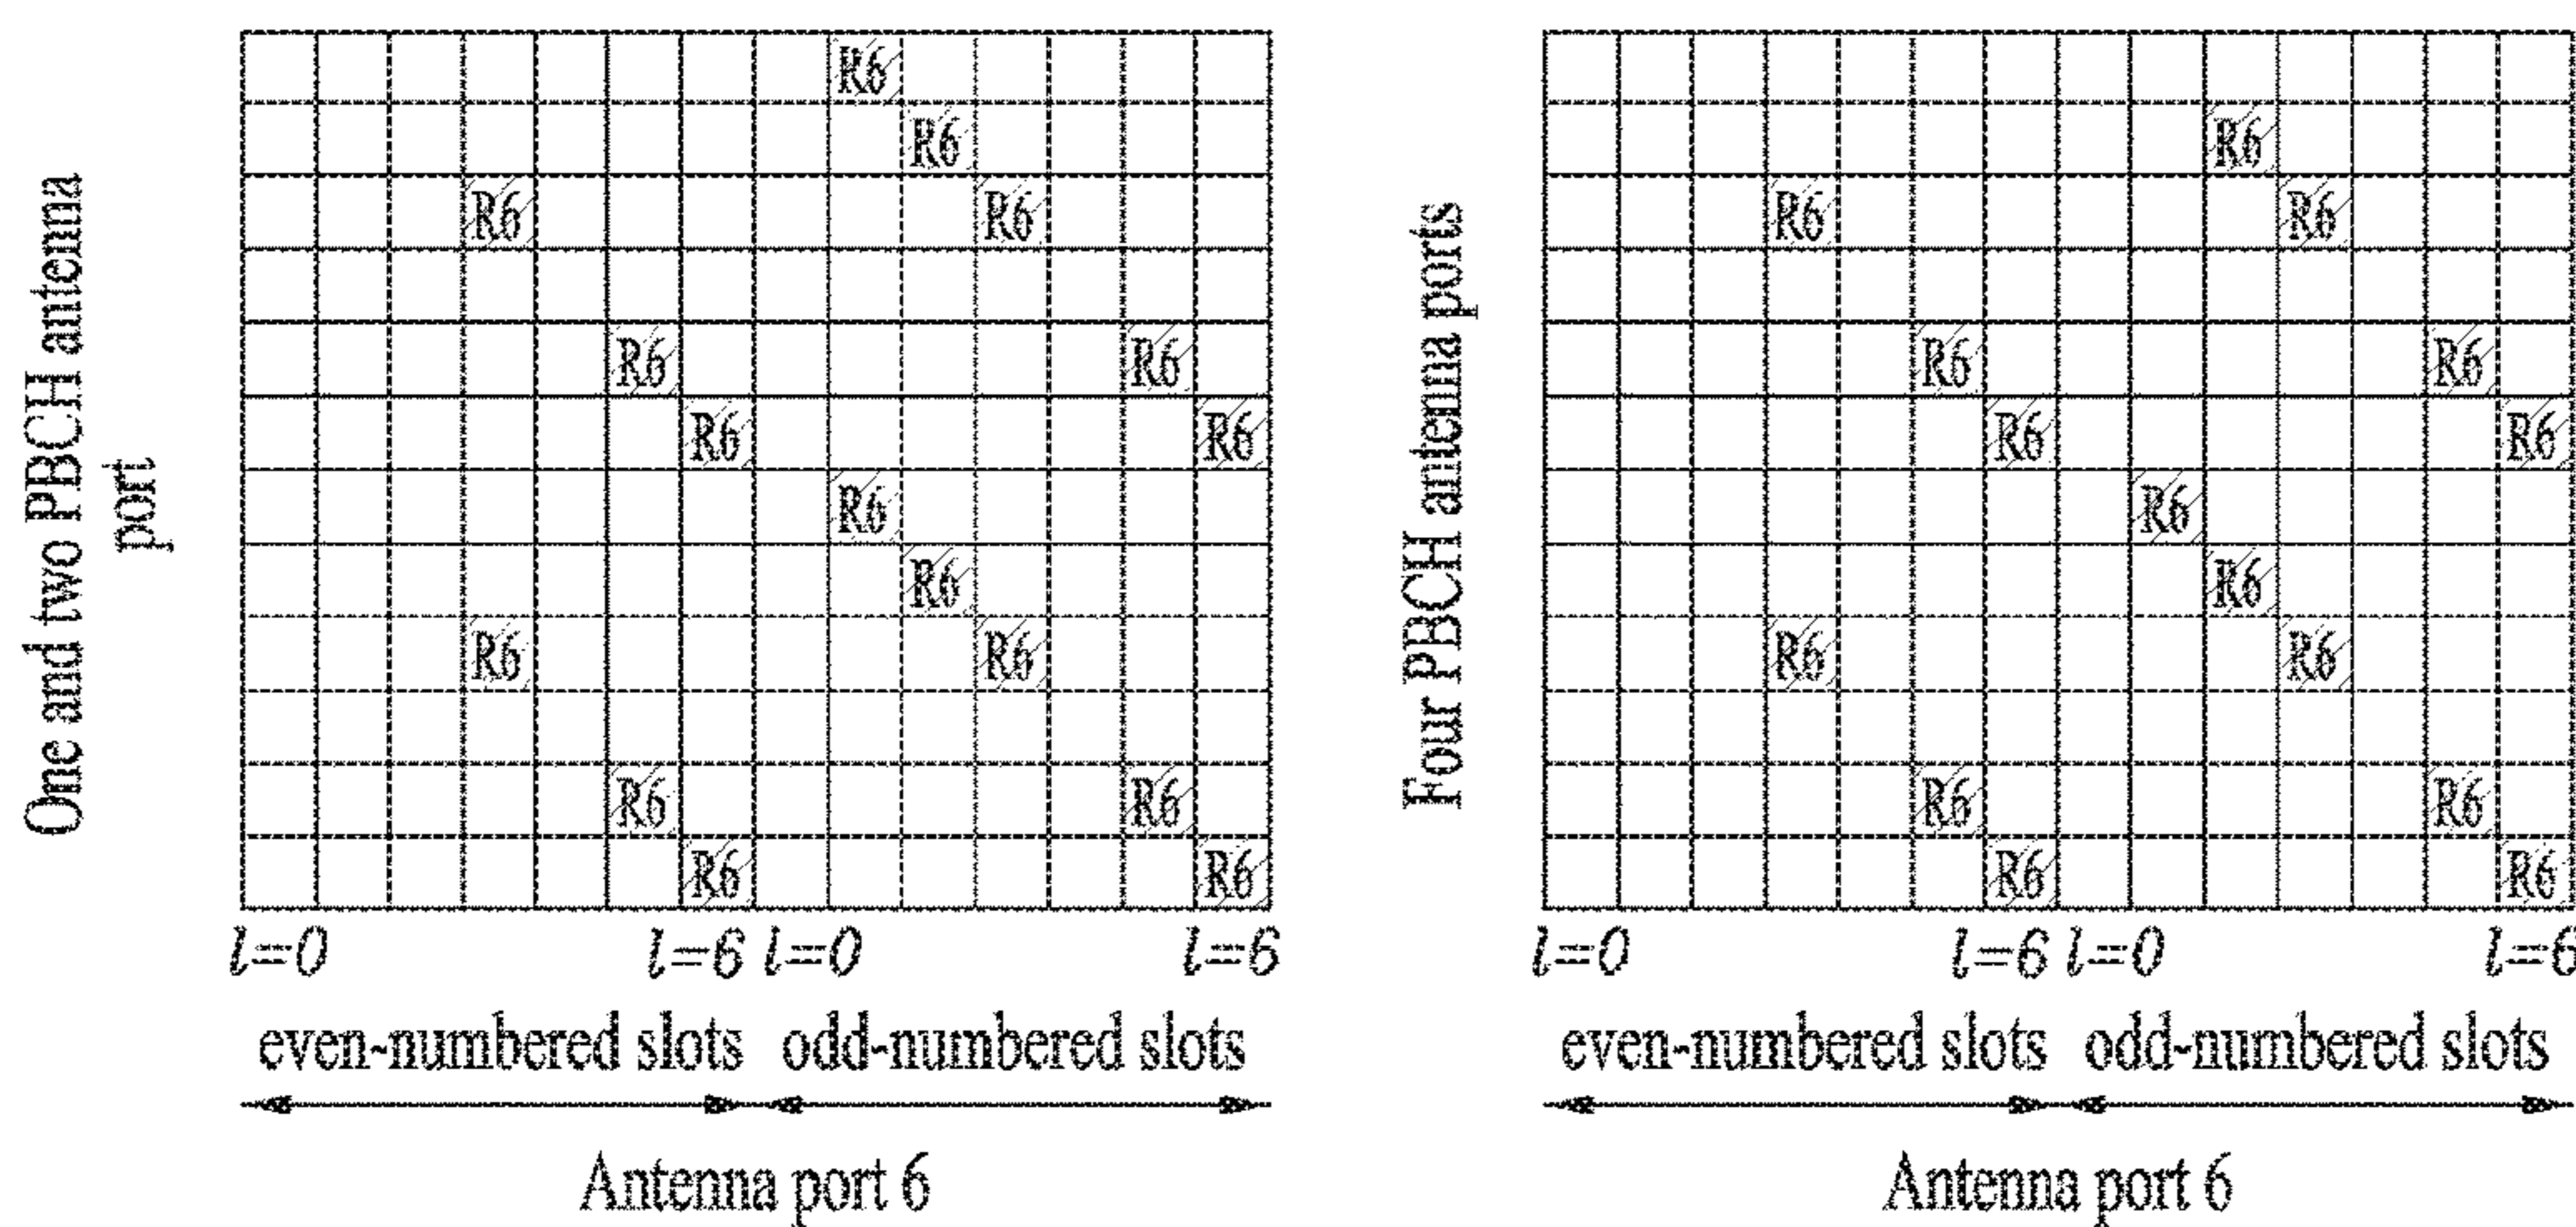 One and two PBCH antenna
port
R6
R6
R6 R6
R6 R6
R6 R6
R6
R6
R6 R6
R6 R6
R6 R6
l=0 l=6 l=0 l=6
even-numbered slots odd-numbered slots
Antenna port 6
Four PBCH antenna ports
R6
R6 R6
R6 R6
R6 R6
R6
R6
R6 R6
R6 R6
R6 R6
l=0 l=6 l=0 l=6
even-numbered slots odd-numbered slots
Antenna port 6